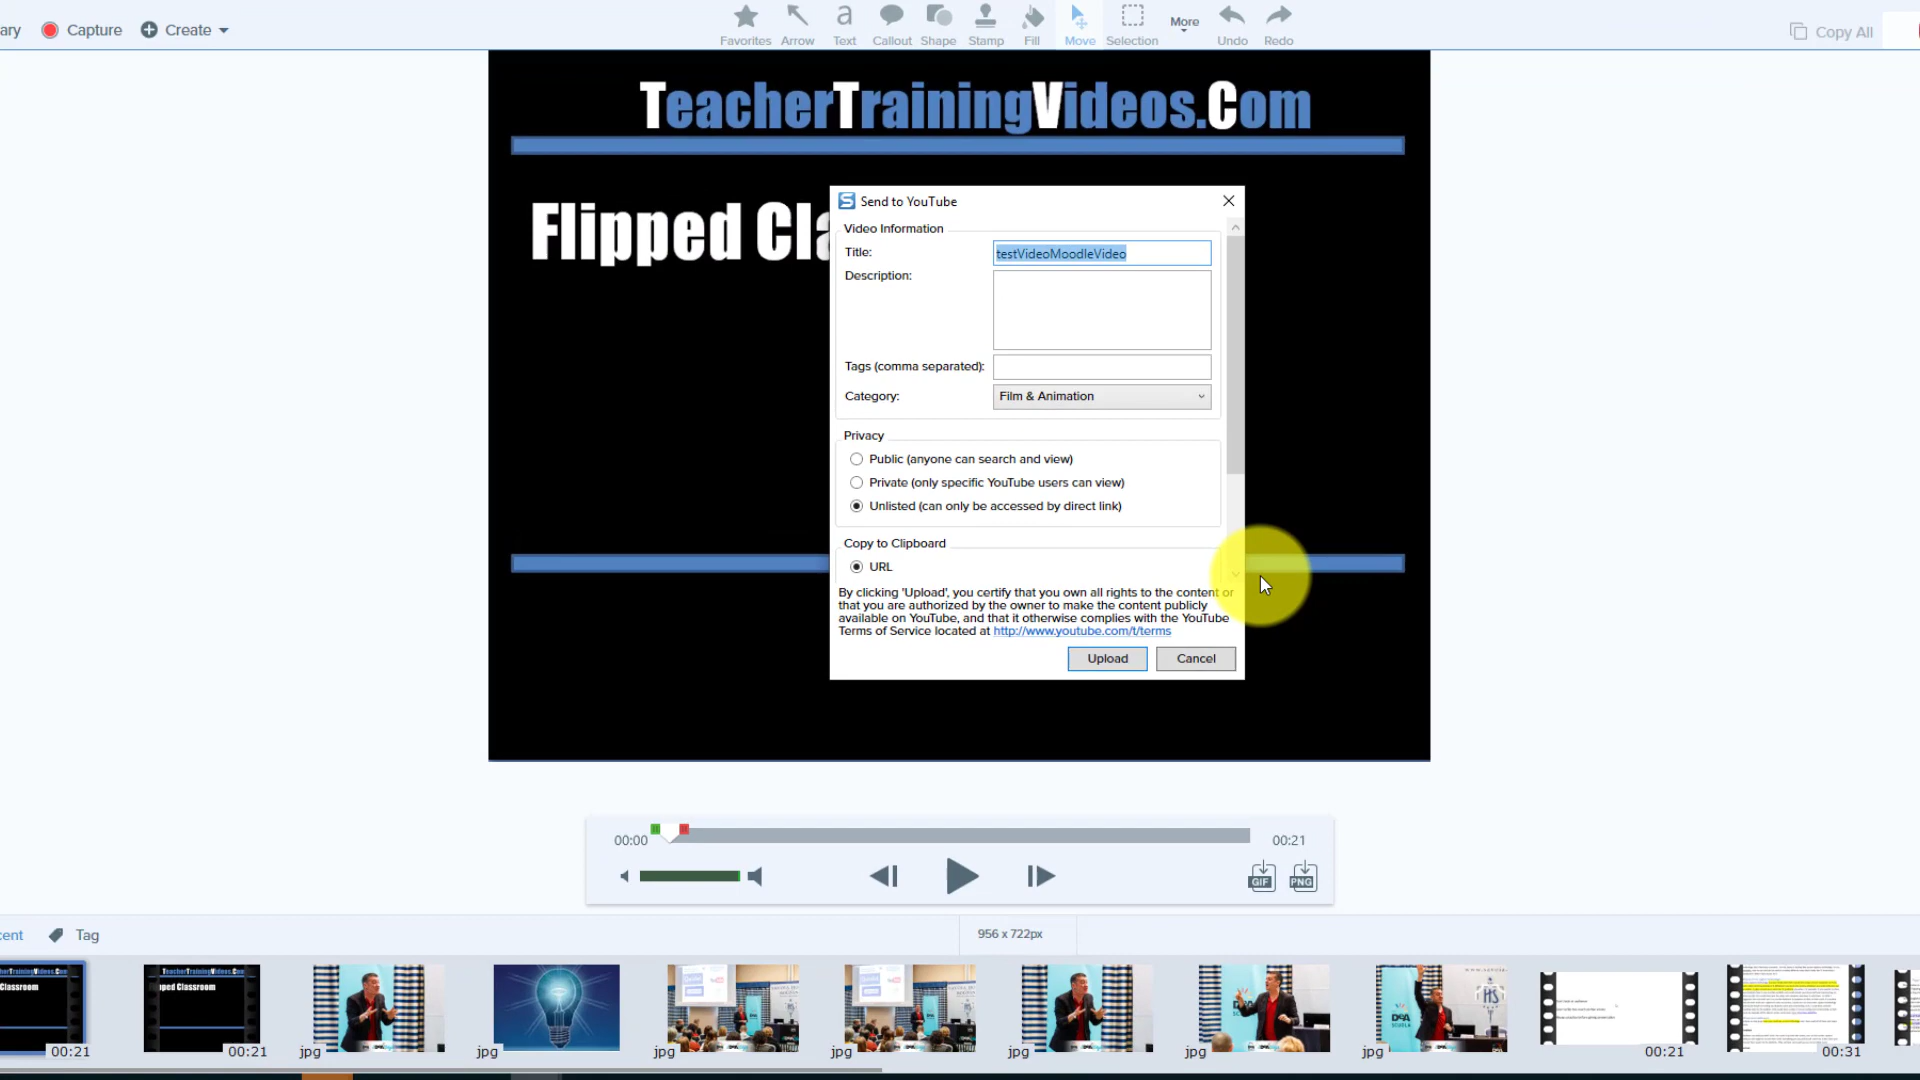 ary
Capture
Create
Favorites
Arrow
Text
Callout
Shape
Stamp
Fill
Move
Selection
More
Undo
Redo
Copy All
TeacherTrainingVideos.Com
Flipped Cla
Send to YouTube
Video Information
Title:
testVideoMoodleVideo
Description:
Tags (comma separated):
Category:
Film & Animation
Privacy
Public (anyone can search and view)
Private (only specific YouTube users can view)
Unlisted (can only be accessed by direct link)
Copy to Clipboard
URL
By clicking 'Upload', you certify that you own all rights to the content or
that you are authorized by the owner to make the content publicly
available on YouTube, and that it otherwise complies with the YouTube
Terms of Service located at http://www.youtube.com/t/terms
Upload
Cancel
00:00
00:21
GIF
PNG
cent
Tag
956 x 722px
TeacherTrainingVideos.Com
Classroom
00:21
00:21
jpg
jpg
jpg
jpg
jpg
jpg
jpg
00:21
00:31